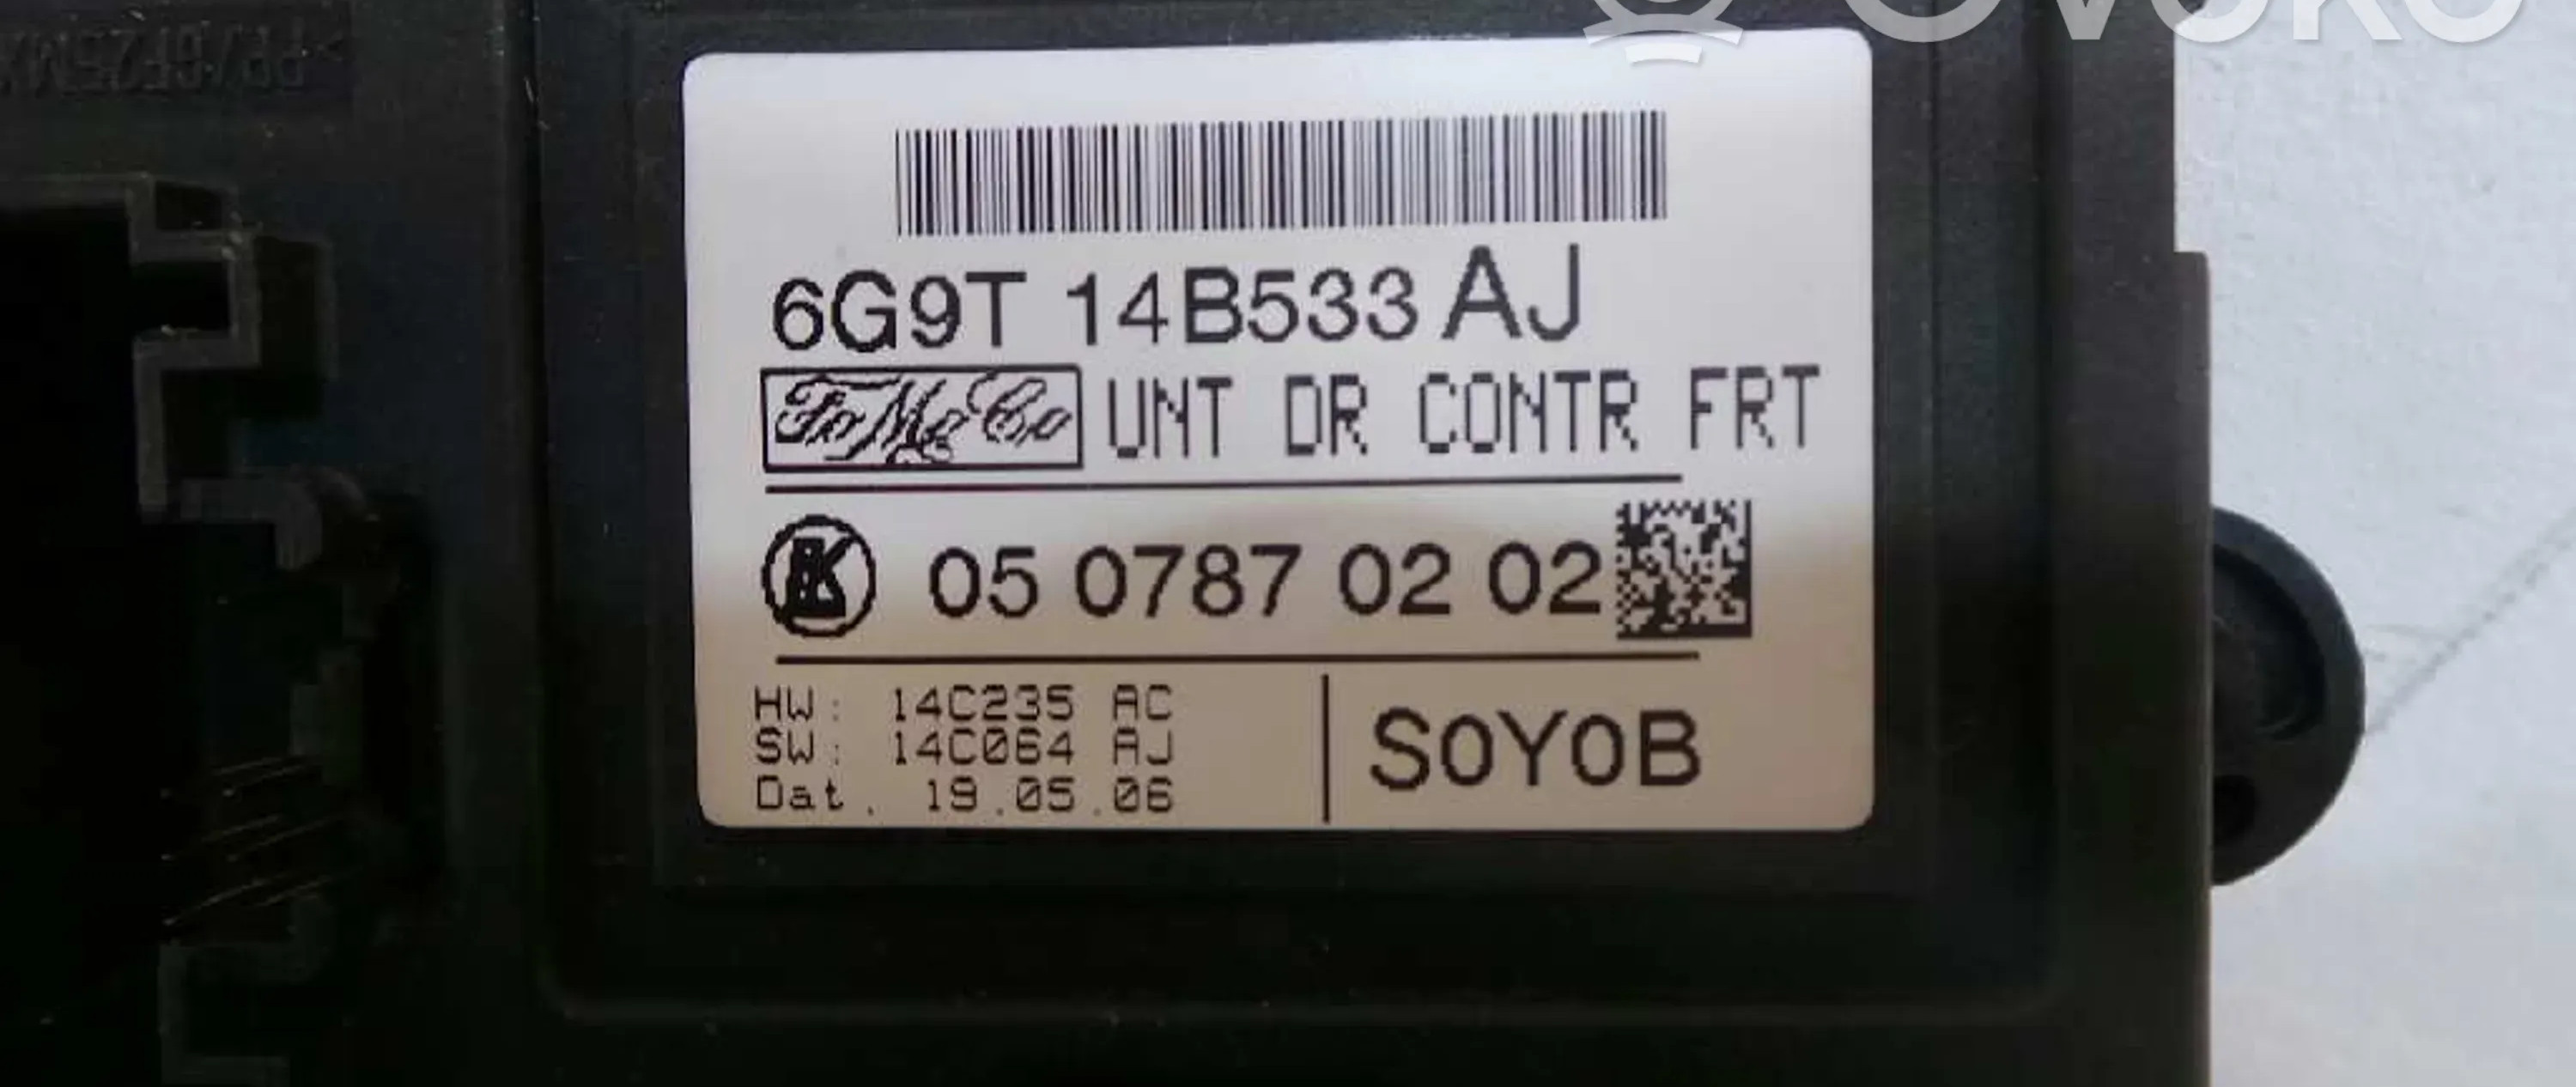 OVOKO
6G9T 14B533 AJ
FoMoCo UNT DR CONTR FRT
05 0787 02 02
HW: 14C235 AC
SW: 14C064 AJ
Dat. 19.05.06
S0Y0B